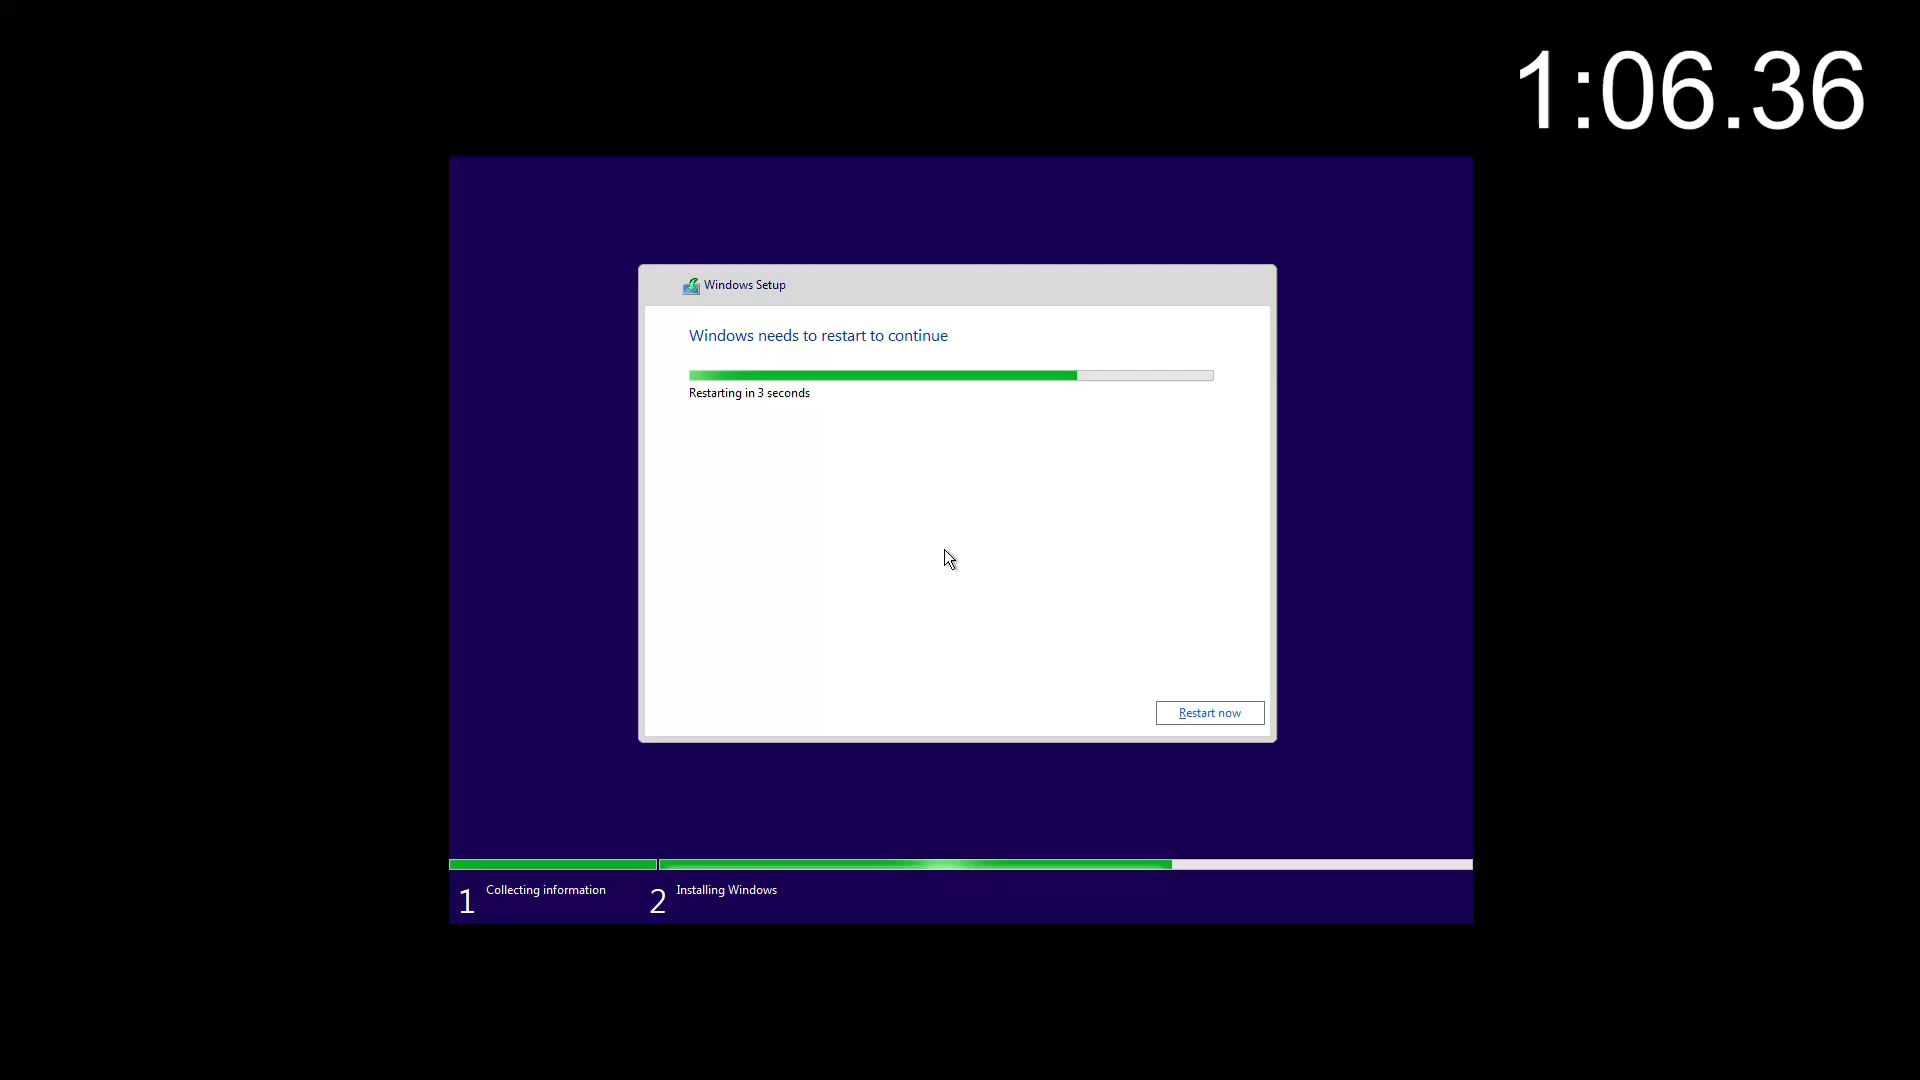 1:06.36
Windows Setup
Windows needs to restart to continue
Restarting in 3 seconds
Restart now
1 Collecting information 2 Installing Windows